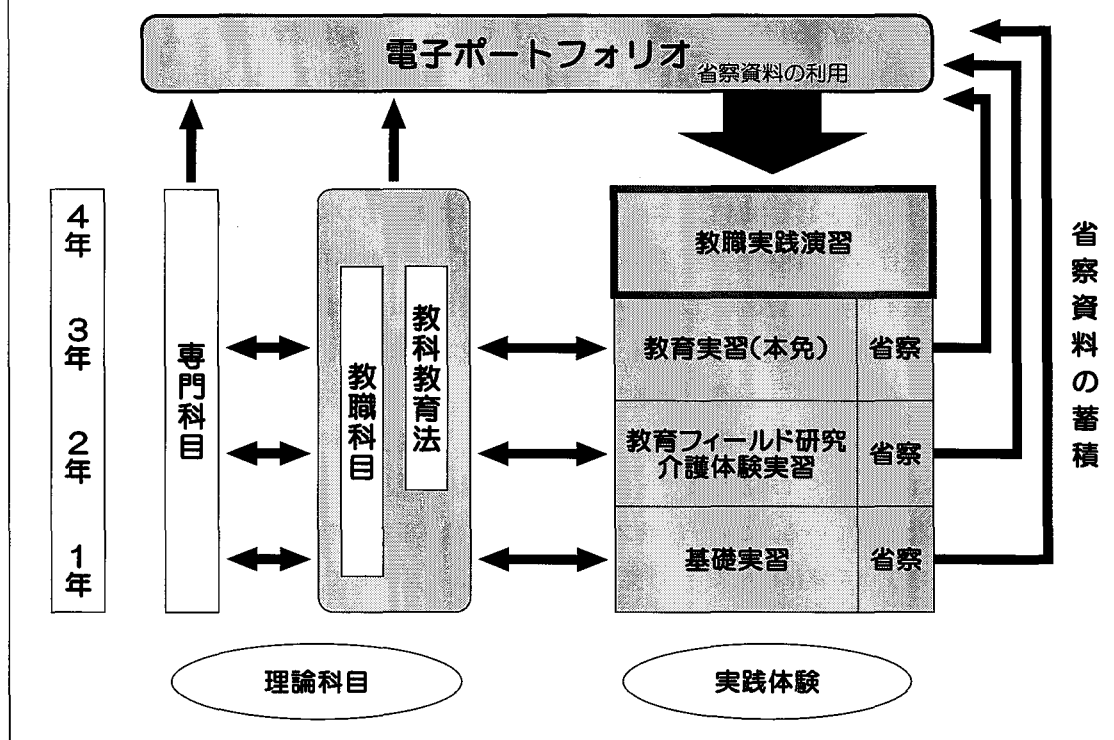 電子ポートフォリオ
省察資料の利用
4年
3年
2年
1年
専門科目
教職科目
教科教育法
教職実践演習
教育実習(本免)
省察
教育フィールド研究
介護体験実習
省察
基礎実習
省察
省察資料の蓄積
理論科目
実践体験